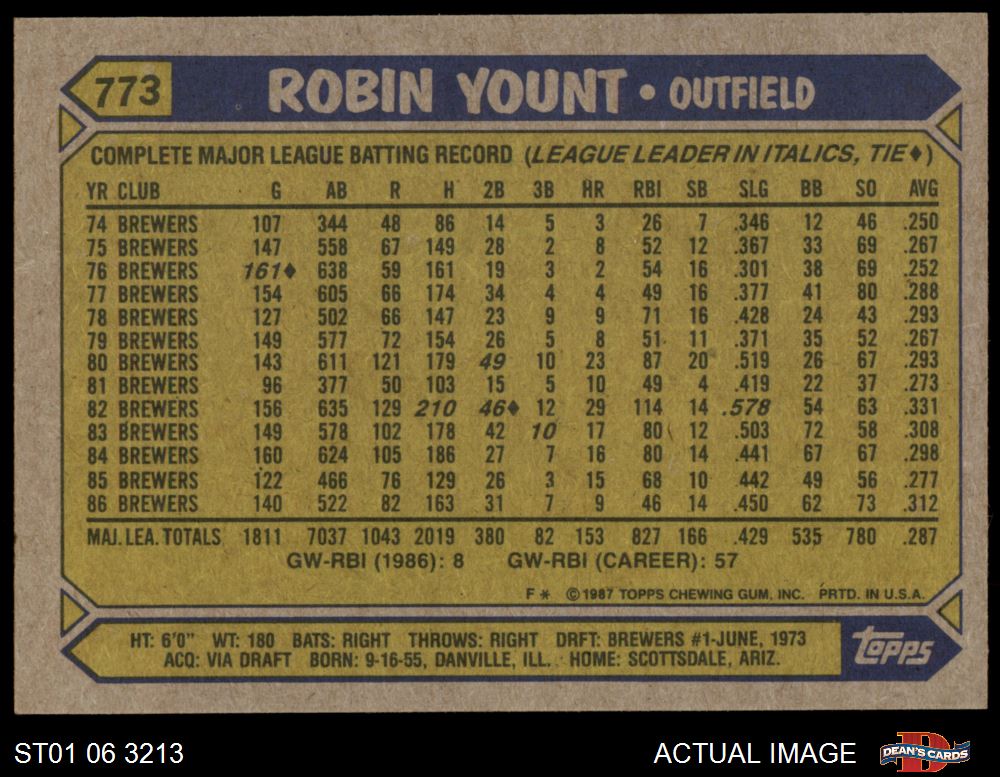 773 ROBIN YOUNT • OUTFIELD
COMPLETE MAJOR LEAGUE BATTING RECORD (LEAGUE LEADER IN ITALICS, TIE♦)
YR CLUB G AB R H 2B 3B HR RBI SB SLG BB SO AVG
74 BREWERS 107 344 48 86 14 5 3 26 7 .346 12 46 .250
75 BREWERS 147 558 67 149 28 2 8 52 12 .367 33 69 .267
76 BREWERS 161♦ 638 59 161 19 3 2 54 16 .301 38 69 .252
77 BREWERS 154 605 66 174 34 4 4 49 16 .377 41 80 .288
78 BREWERS 127 502 66 147 23 9 9 71 16 .428 24 43 .293
79 BREWERS 149 577 72 154 26 5 8 51 11 .371 35 52 .267
80 BREWERS 143 611 121 179 49 10 23 87 20 .519 26 67 .293
81 BREWERS 96 377 50 103 15 5 10 49 4 .419 22 37 .273
82 BREWERS 156 635 129 210 46♦ 12 29 114 14 .578 54 63 .331
83 BREWERS 149 578 102 178 42 10 17 80 12 .503 72 58 .308
84 BREWERS 160 624 105 186 27 7 16 80 14 .441 67 67 .298
85 BREWERS 122 466 76 129 26 3 15 68 10 .442 49 56 .277
86 BREWERS 140 522 82 163 31 7 9 46 14 .450 62 73 .312
MAJ. LEA. TOTALS 1811 7037 1043 2019 380 82 153 827 166 .429 535 780 .287
GW-RBI (1986): 8 GW-RBI (CAREER): 57
F * © 1987 TOPPS CHEWING GUM, INC. PRTD. IN U.S.A.
HT: 6'0" WT: 180 BATS: RIGHT THROWS: RIGHT DRFT: BREWERS #1-JUNE, 1973
ACQ: VIA DRAFT BORN: 9-16-55, DANVILLE, ILL. HOME: SCOTTSDALE, ARIZ.
topps
ST01 06 3213 ACTUAL IMAGE D DEAN'S CARDS